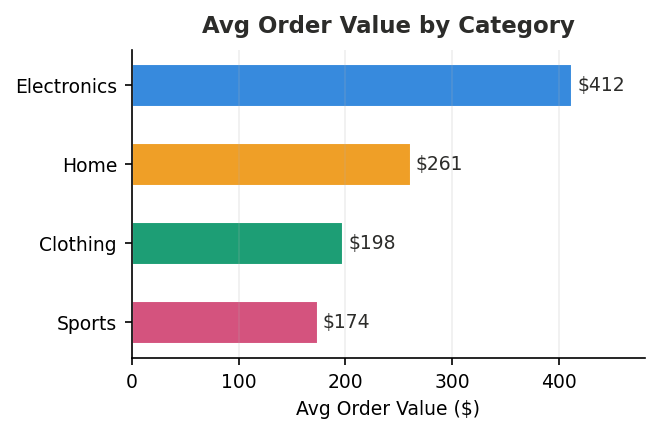 Avg Order Value by Category
Electronics $412
Home $261
Clothing $198
Sports $174
0 100 200 300 400
Avg Order Value ($)